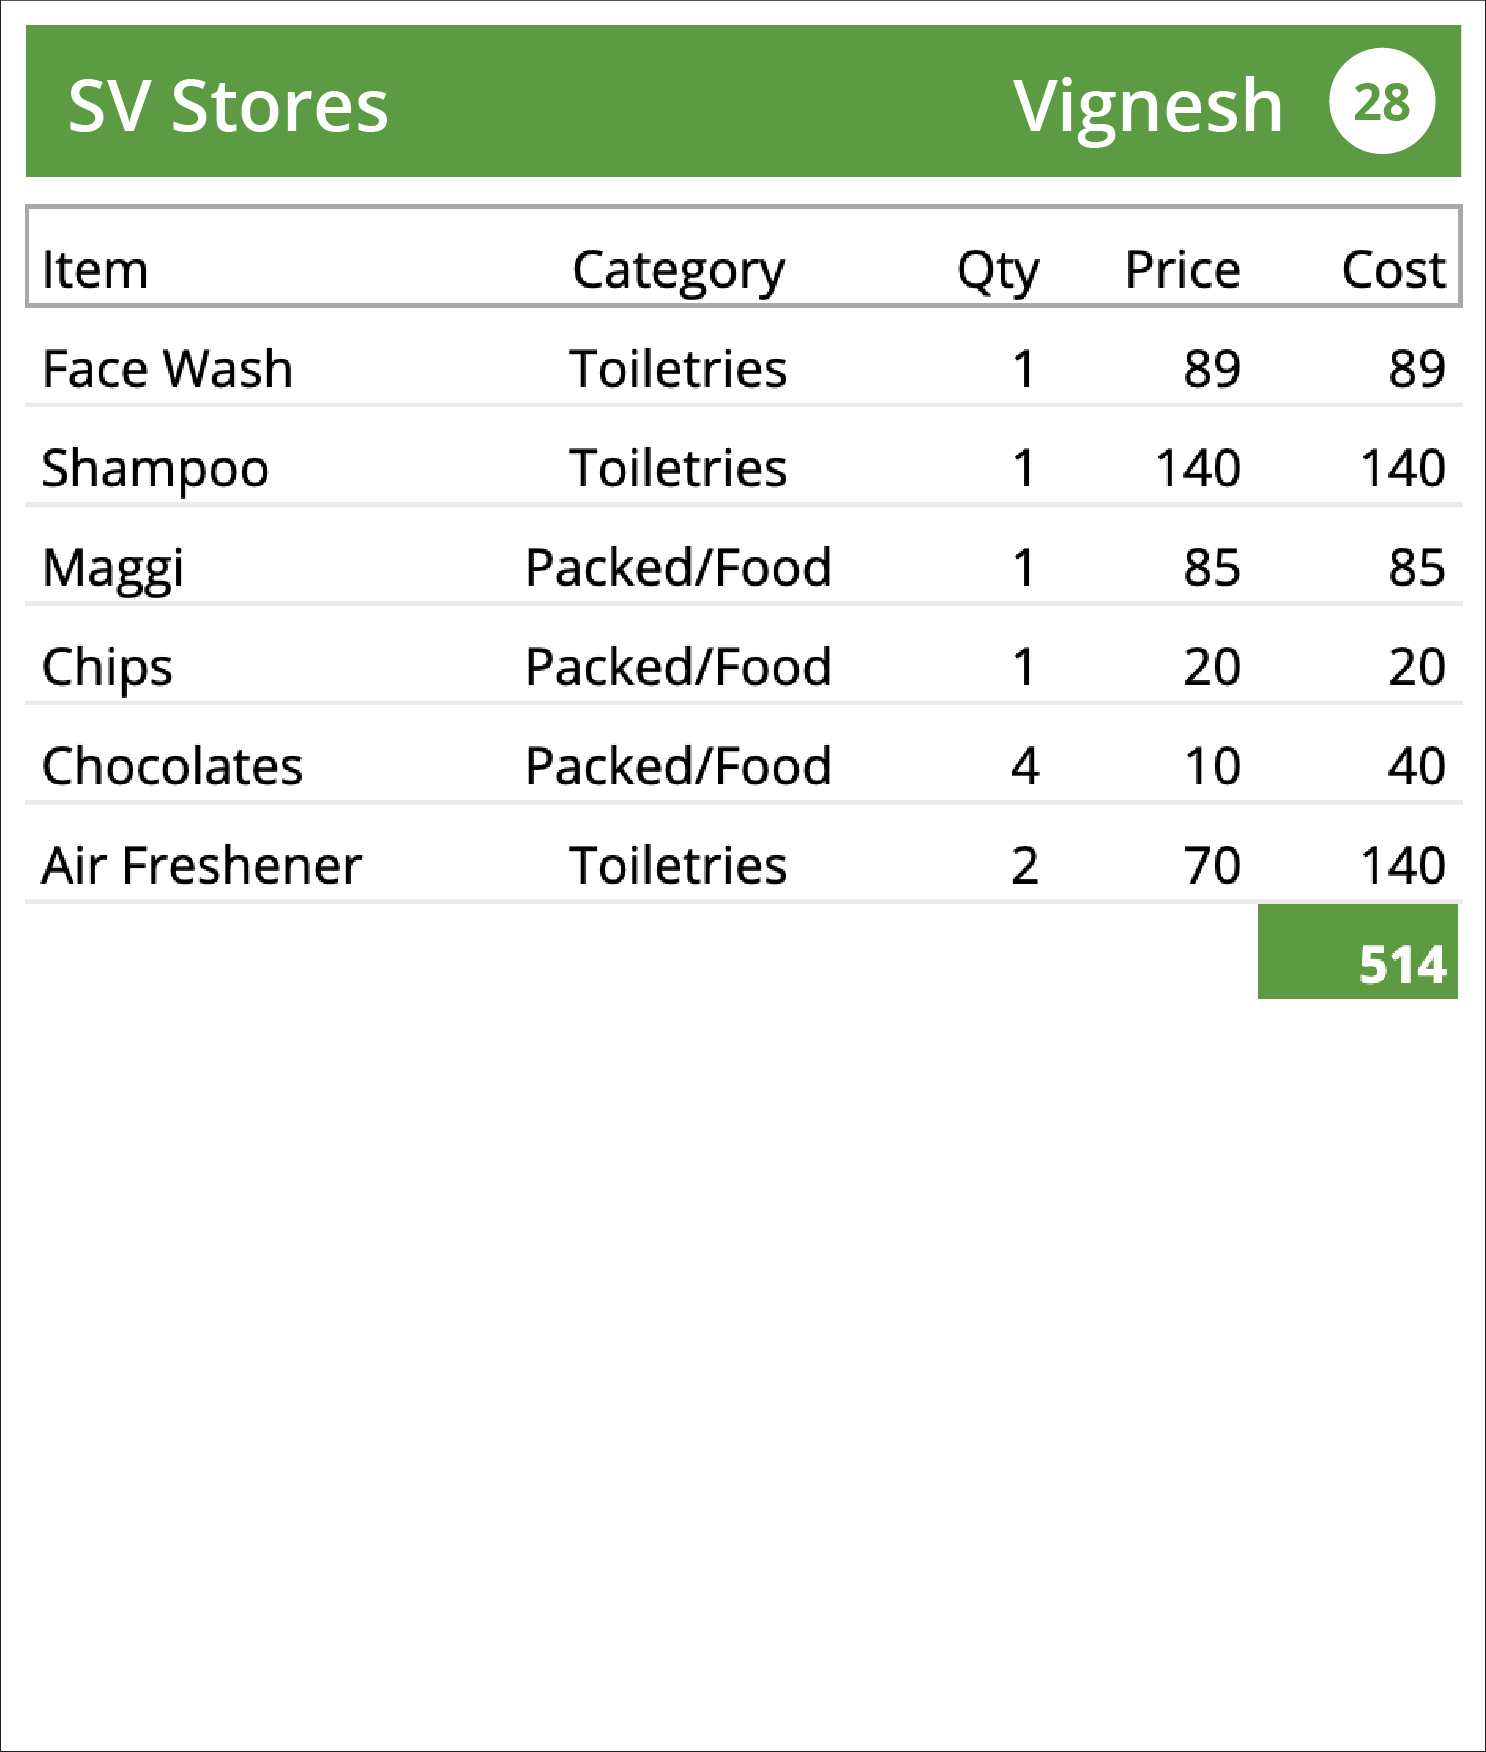 SV Stores Vignesh 28
Item Category Qty Price Cost
Face Wash Toiletries 1 89 89
Shampoo Toiletries 1 140 140
Maggi Packed/Food 1 85 85
Chips Packed/Food 1 20 20
Chocolates Packed/Food 4 10 40
Air Freshener Toiletries 2 70 140
514